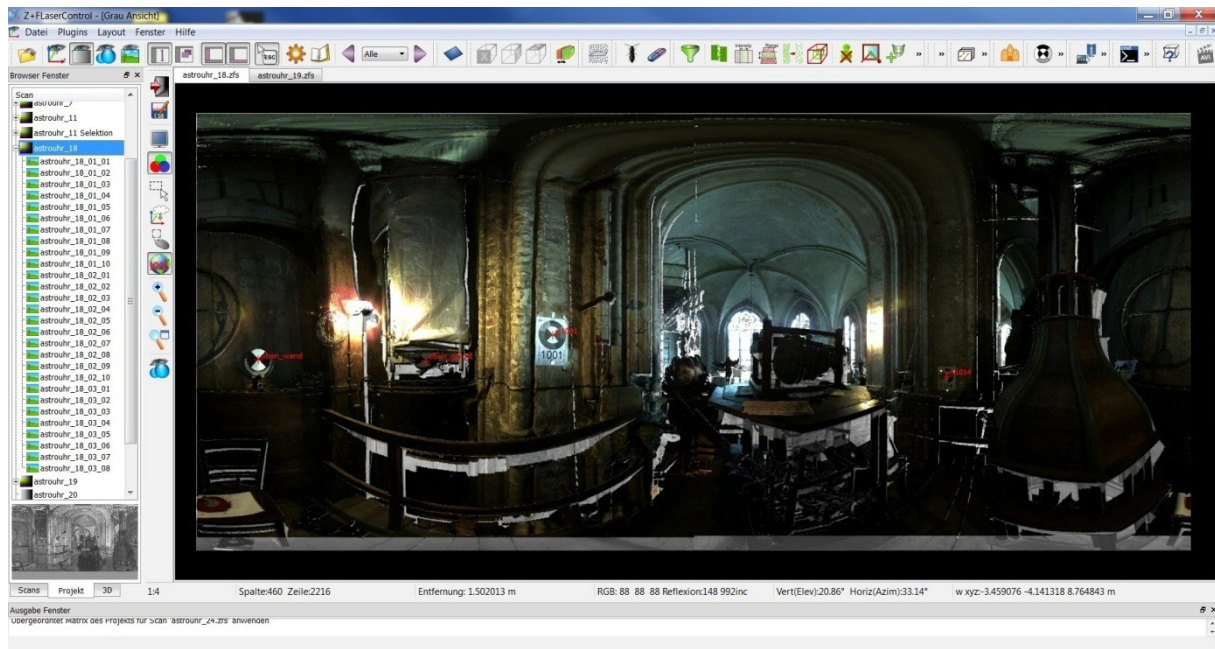 Z+FLaserControl - [Grau Ansicht]
Datei Plugins Layout Fenster Hilfe
ESC Alle
Browser Fenster
astrouhr_18.zfs astrouhr_19.zfs
Scan
astrouhr_7
astrouhr_11
astrouhr_11 Selektion
astrouhr_18
astrouhr_18_01_01
astrouhr_18_01_02
astrouhr_18_01_03
astrouhr_18_01_04
astrouhr_18_01_05
astrouhr_18_01_06
astrouhr_18_01_07
astrouhr_18_01_08
astrouhr_18_01_09
astrouhr_18_01_10
astrouhr_18_02_01
astrouhr_18_02_02
astrouhr_18_02_03
astrouhr_18_02_04
astrouhr_18_02_05
astrouhr_18_02_06
astrouhr_18_02_07
astrouhr_18_02_08
astrouhr_18_02_09
astrouhr_18_02_10
astrouhr_18_03_01
astrouhr_18_03_02
astrouhr_18_03_03
astrouhr_18_03_04
astrouhr_18_03_05
astrouhr_18_03_06
astrouhr_18_03_07
astrouhr_18_03_08
astrouhr_19
astrouhr_20
oben_wand
1001
1014
Scans Projekt 3D
1:4 Spalte:460 Zeile:2216 Entfernung: 1.502013 m RGB: 88 88 88 Reflexion:148 992inc Vert(Elev):20.86° Horiz(Azim):33.14° w xyz:-3.459076 -4.141318 8.764843 m
Ausgabe Fenster
Übergeordnet Matrix des Projekts für Scan 'astrouhr_24.zfs' anwenden